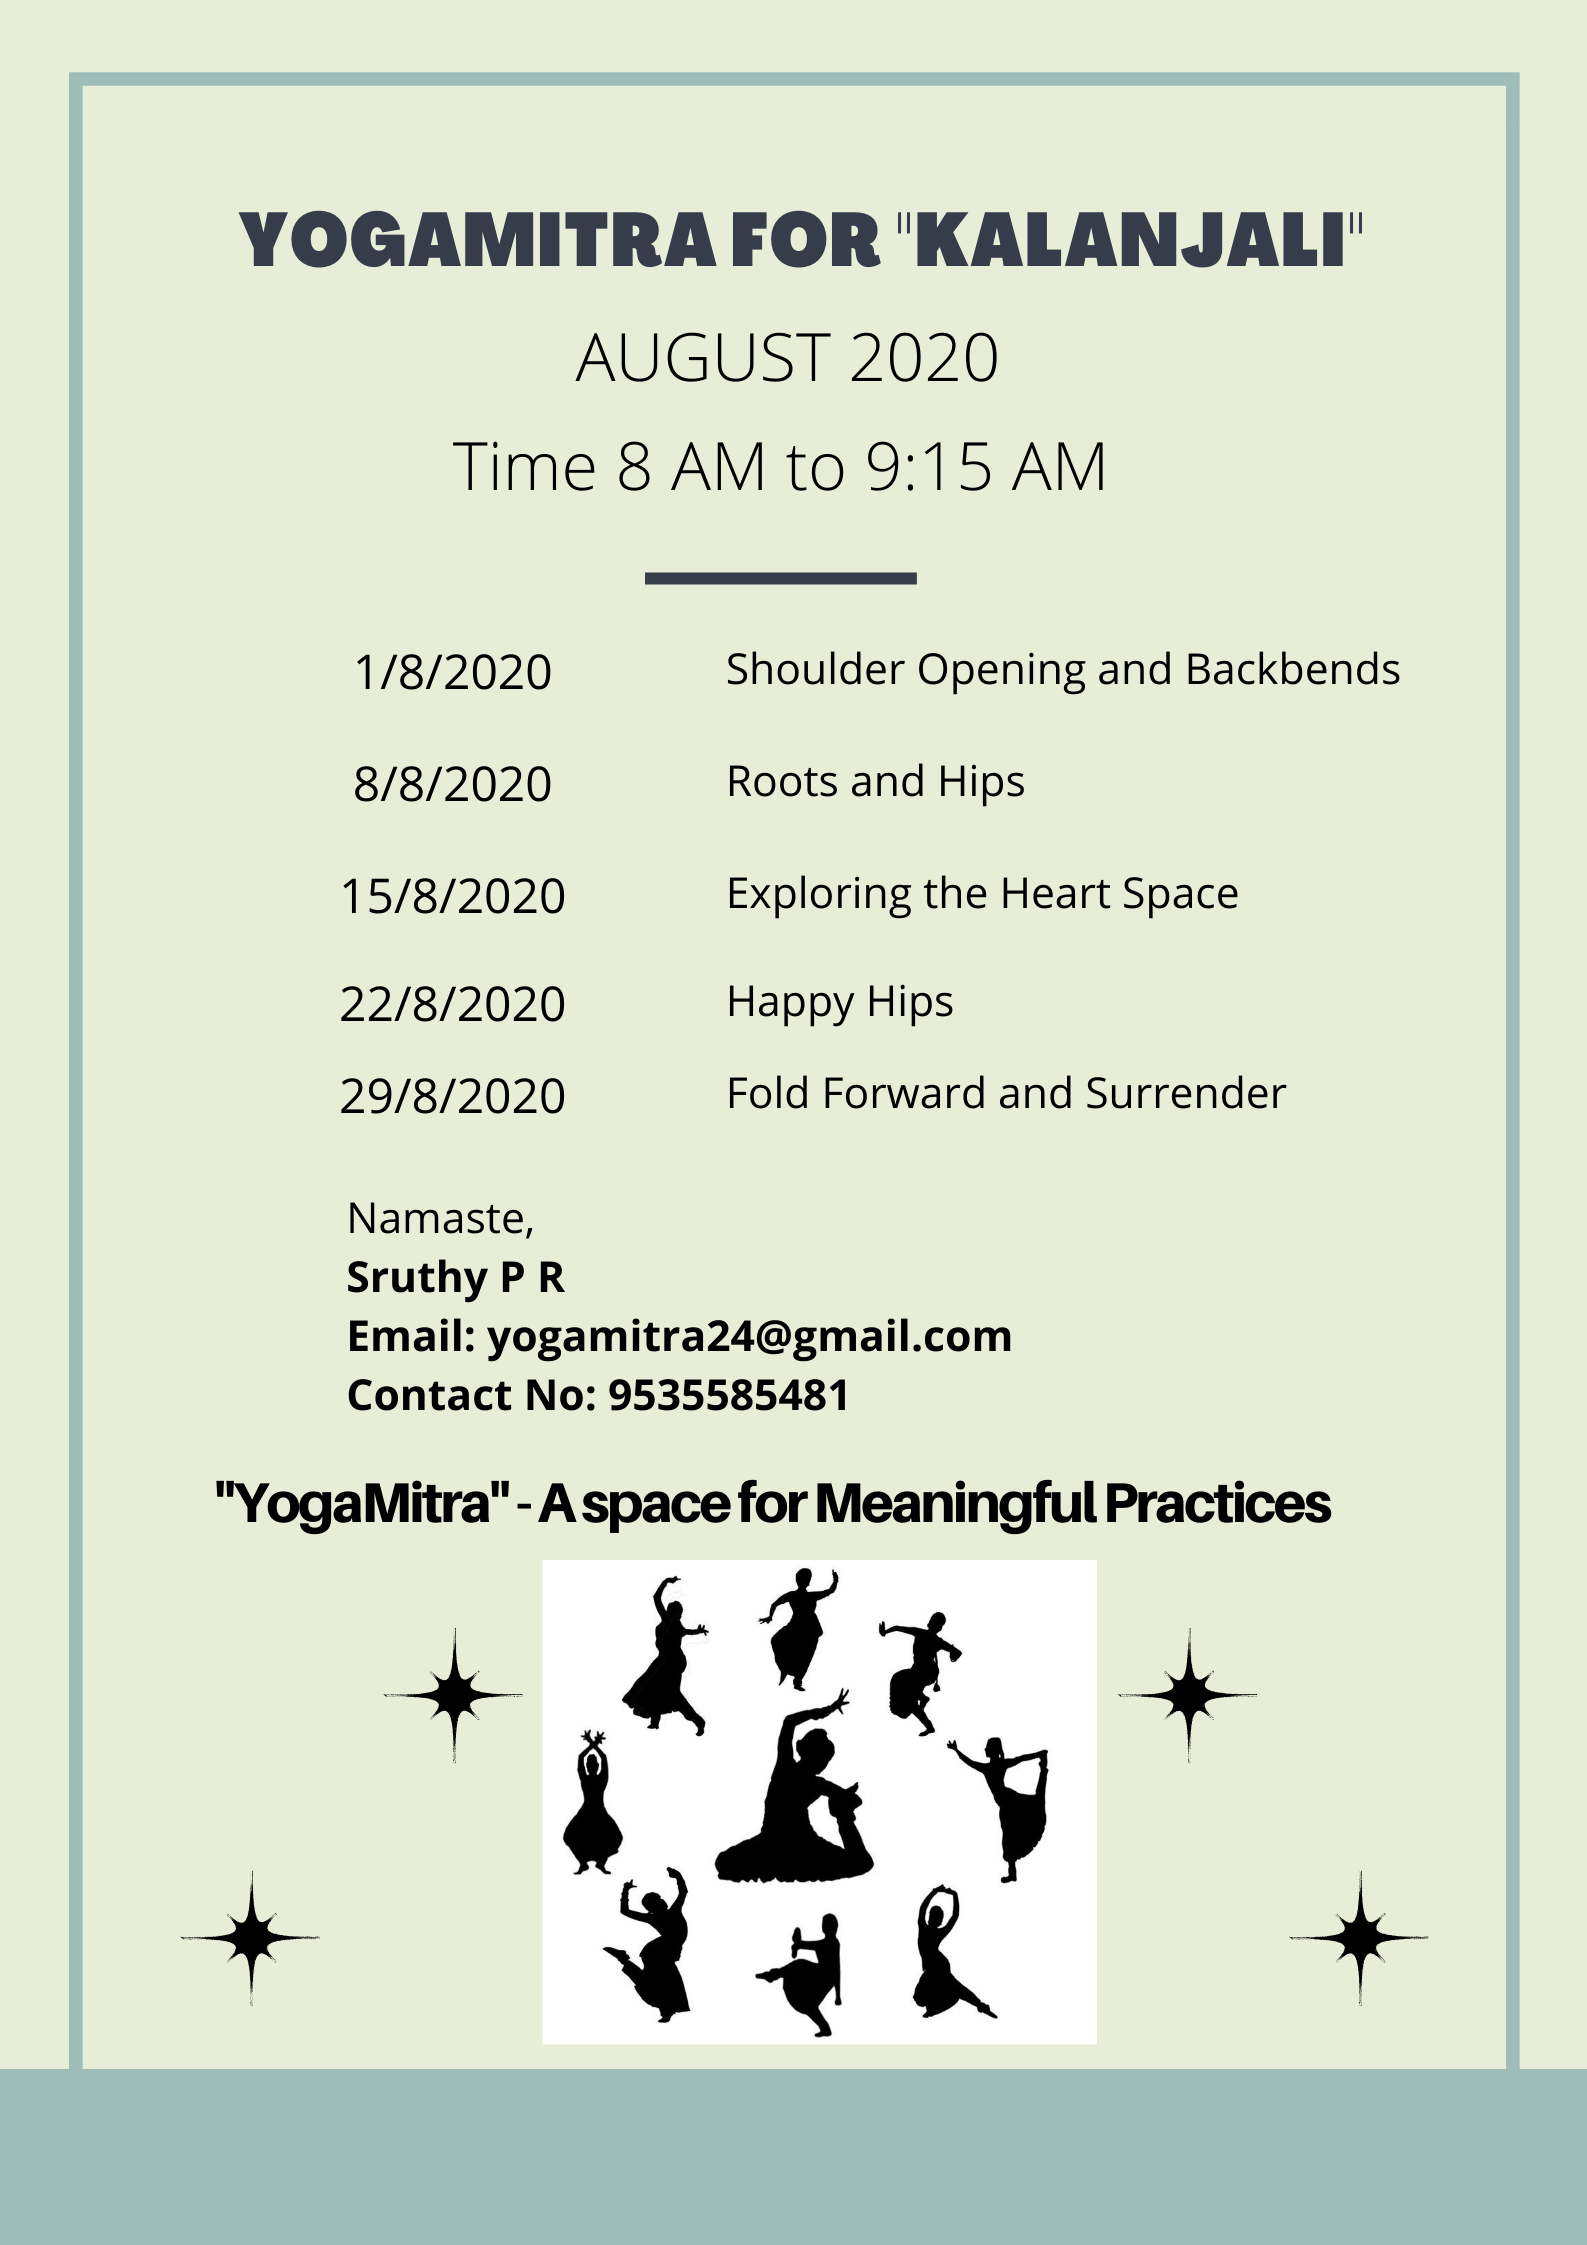 YOGAMITRA FOR "KALANJALI"
AUGUST 2020
Time 8 AM to 9:15 AM
1/8/2020 Shoulder Opening and Backbends
8/8/2020 Roots and Hips
15/8/2020 Exploring the Heart Space
22/8/2020 Happy Hips
29/8/2020 Fold Forward and Surrender
Namaste,
Sruthy P R
Email: yogamitra24@gmail.com
Contact No: 9535585481
"YogaMitra" - A space for Meaningful Practices